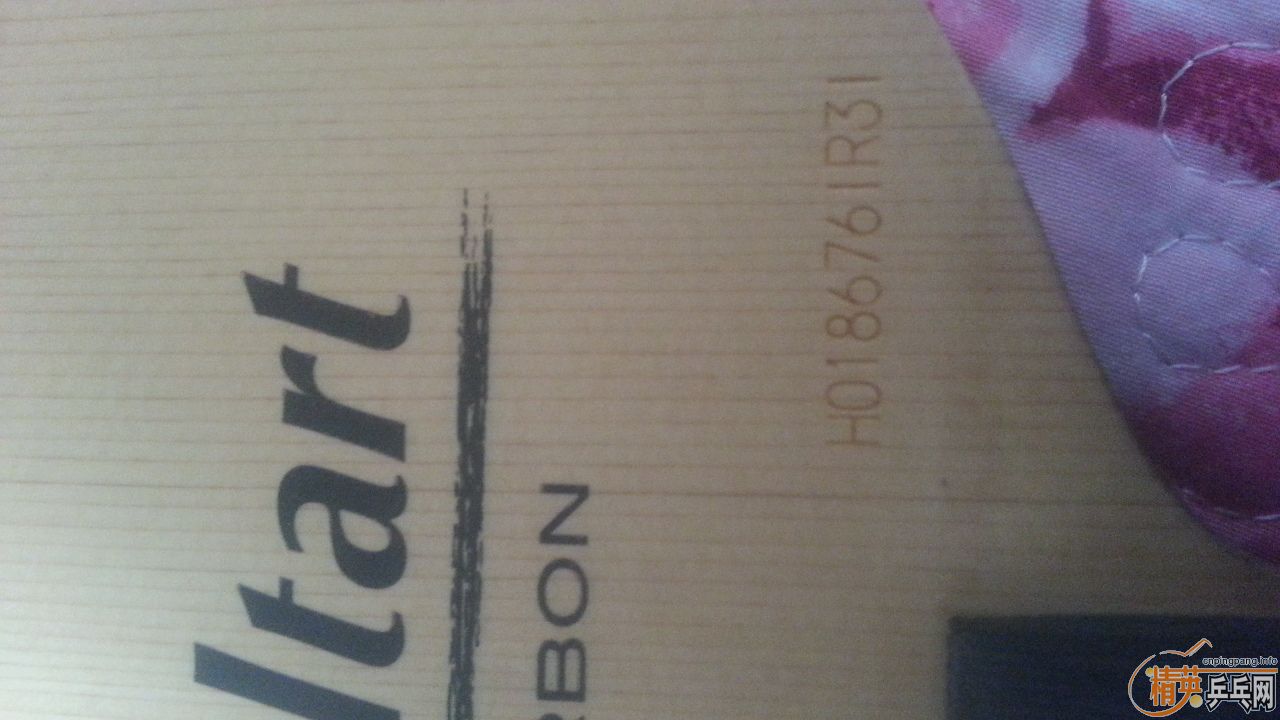 ltart
RBON
H0186761R31
cnpingpang.info
精英乒乓网